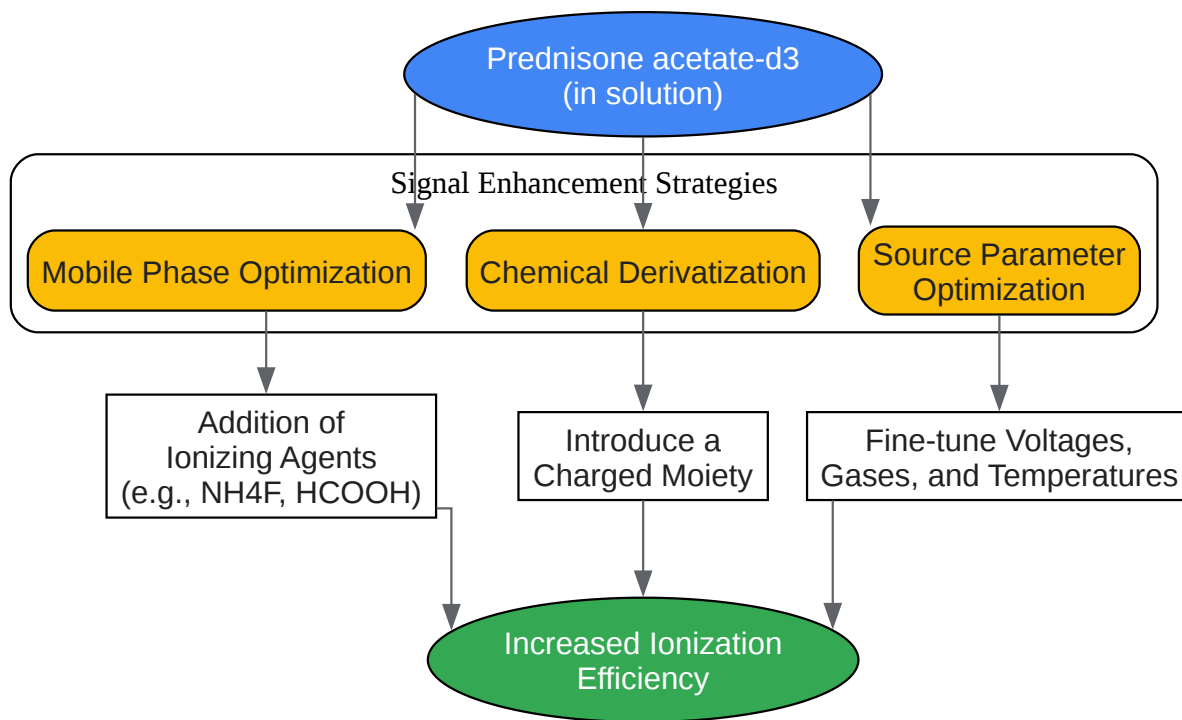 Prednisone acetate-d3
(in solution)
Signal Enhancement Strategies
Mobile Phase Optimization
Chemical Derivatization
Source Parameter
Optimization
Addition of
Ionizing Agents
(e.g., NH4F, HCOOH)
Introduce a
Charged Moiety
Fine-tune Voltages,
Gases, and Temperatures
Increased Ionization
Efficiency